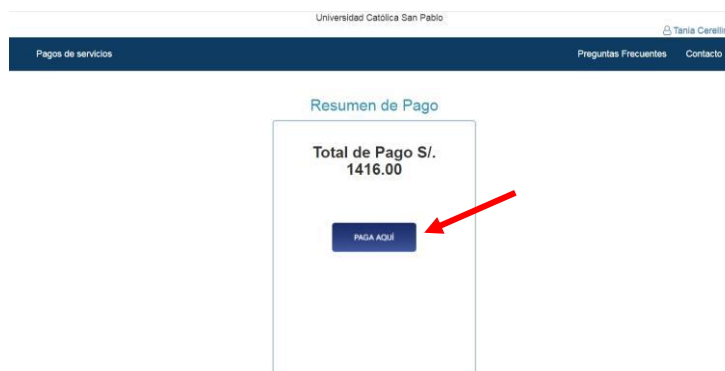 Universidad Católica San Pablo
Tania
Pagos de servicios
Preguntas Frecuentes
Contacto
Resumen de Pago
Total de Pago S/.
1416.00
PAGA AQUÍ